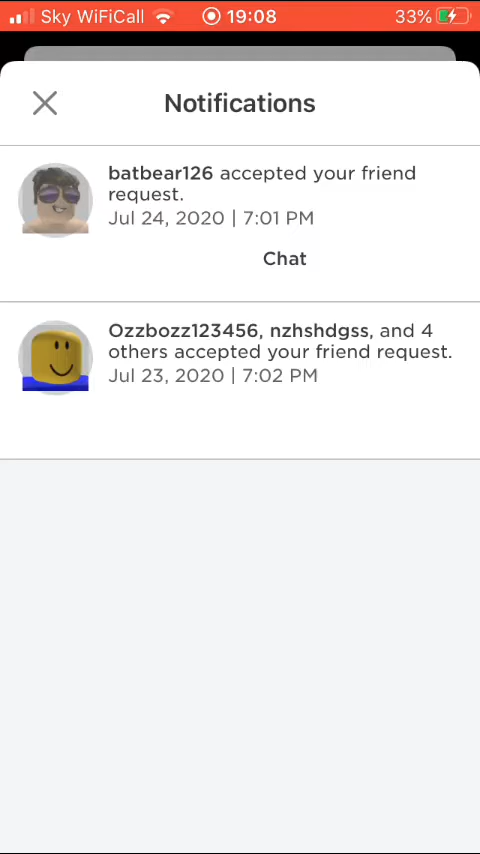 Sky WiFiCall 19:08 33%
Notifications
batbear126 accepted your friend
request.
Jul 24, 2020 | 7:01 PM
Chat
Ozzbozz123456, nzhshdgss, and 4
others accepted your friend request.
Jul 23, 2020 | 7:02 PM